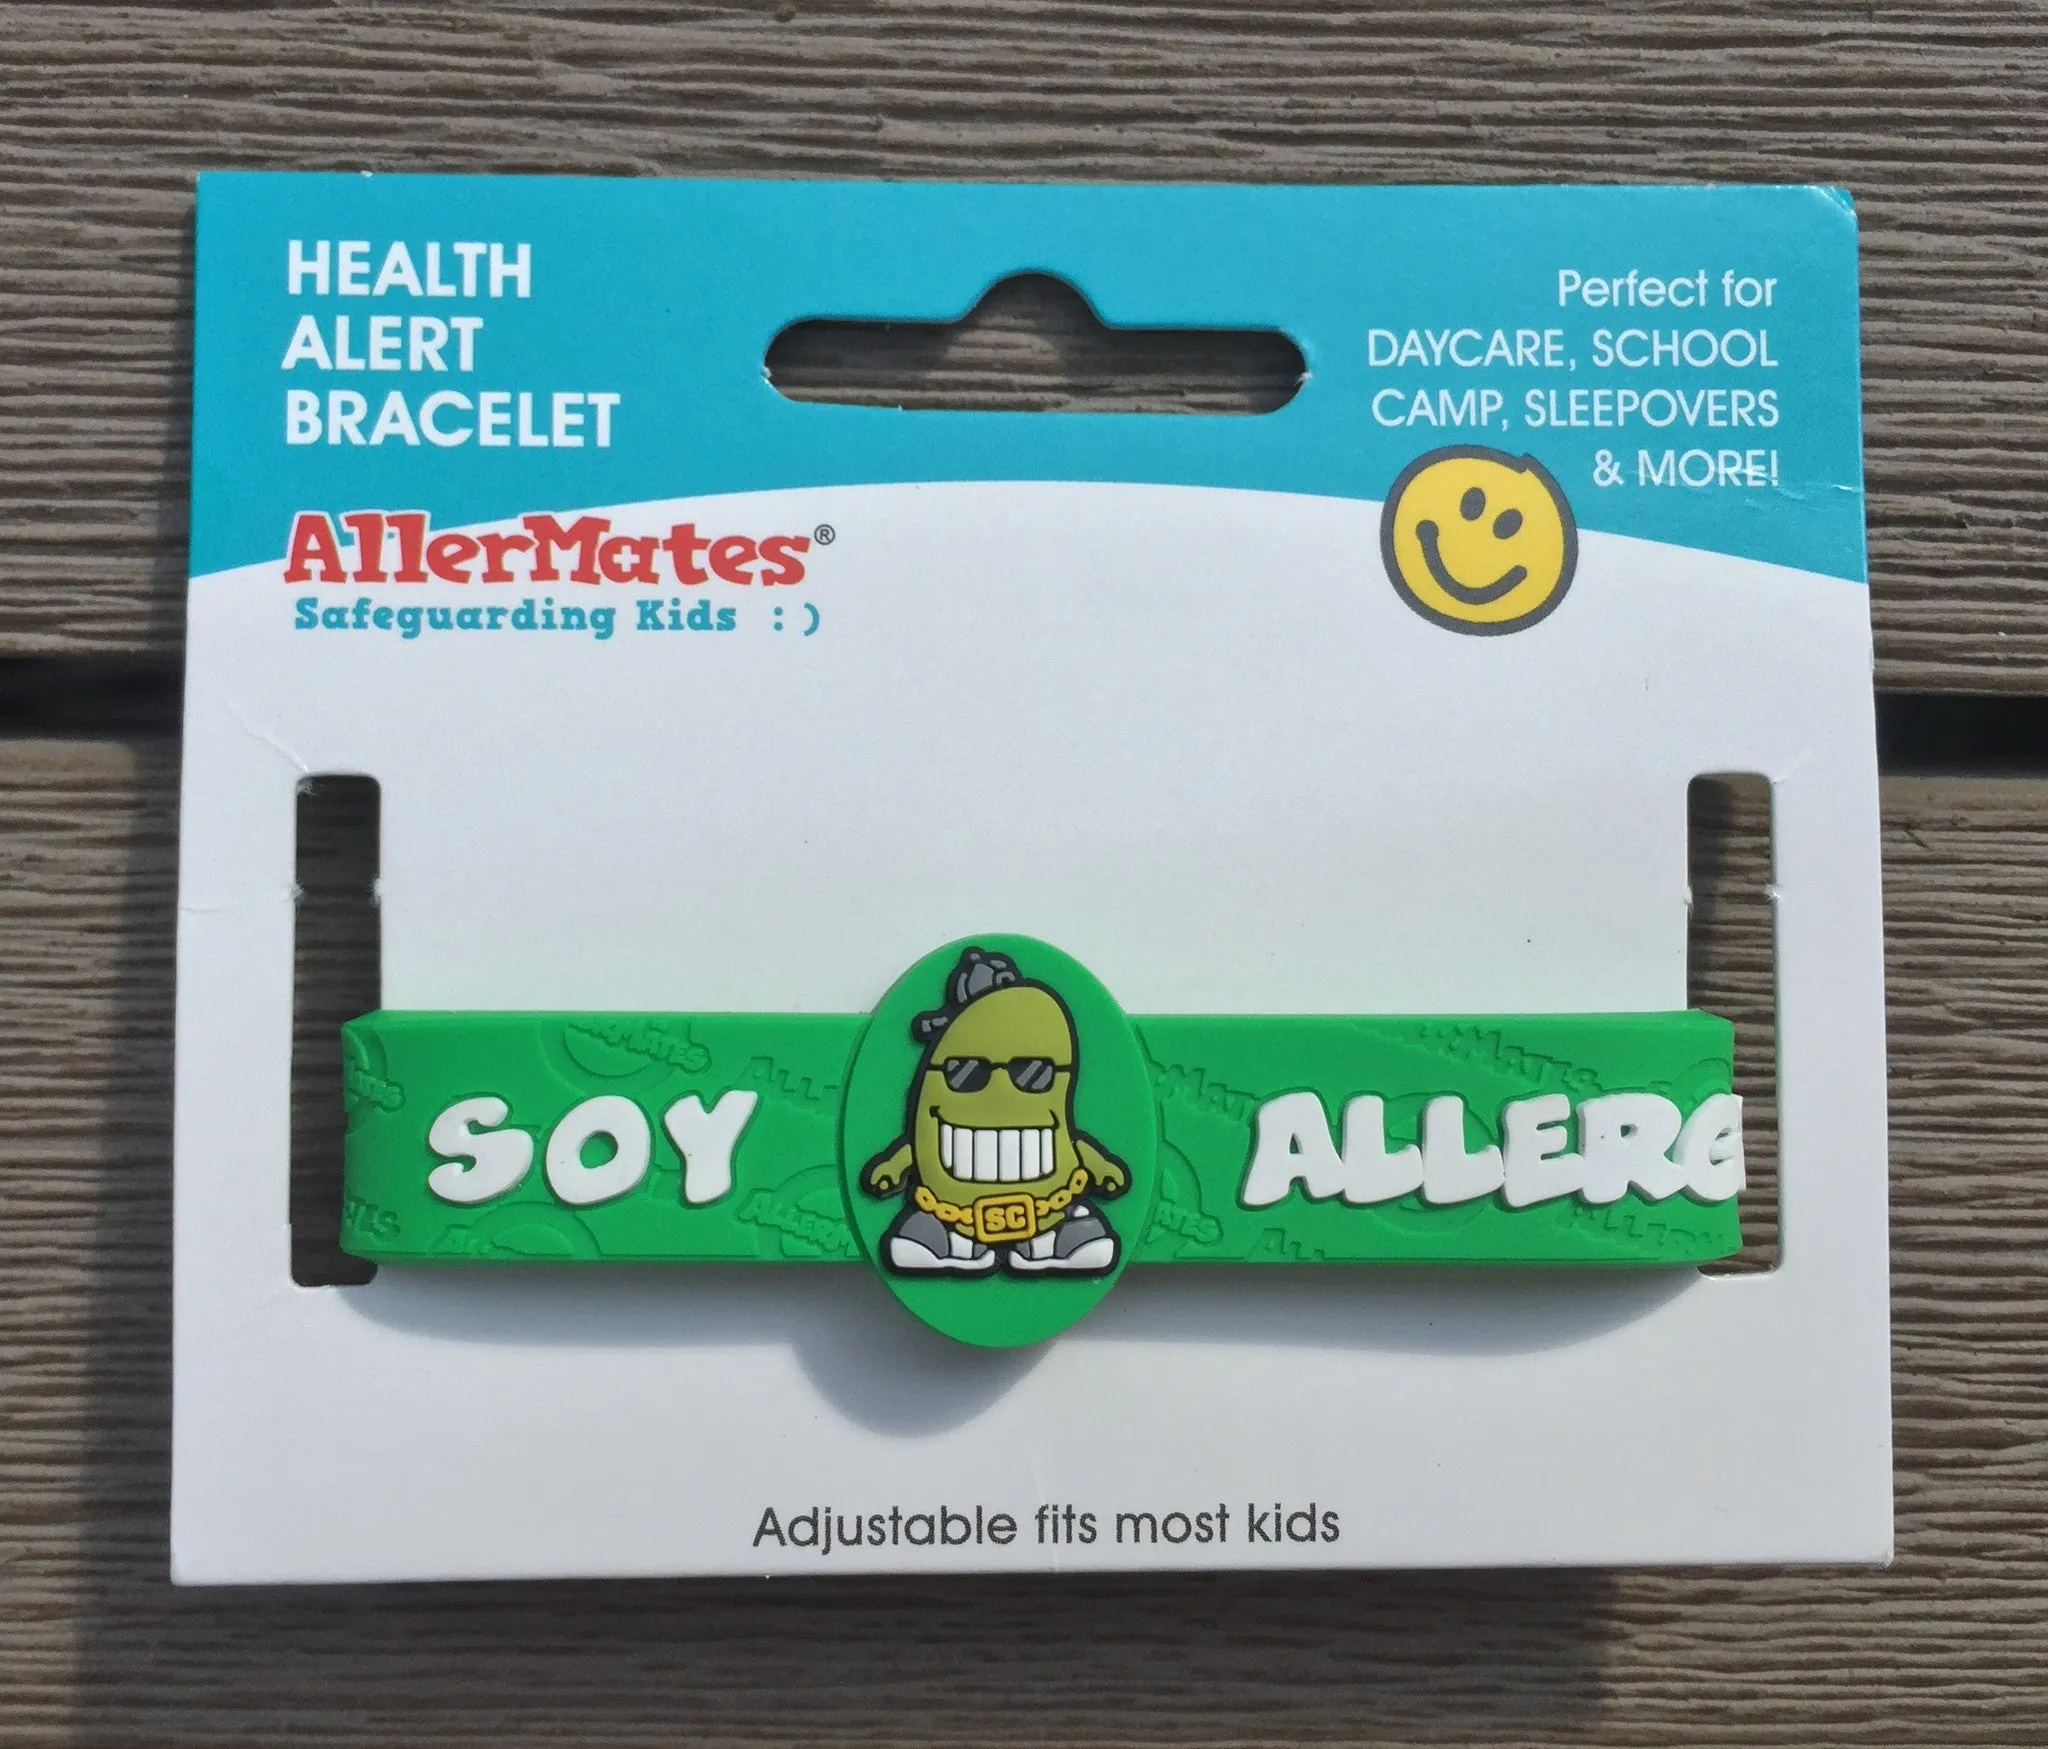 HEALTH
ALERT
BRACELET
Perfect for
DAYCARE, SCHOOL
CAMP, SLEEPOVERS
& MORE!
AllerMates®
Safeguarding Kids : )
SOY ALLERG
SC
Adjustable fits most kids